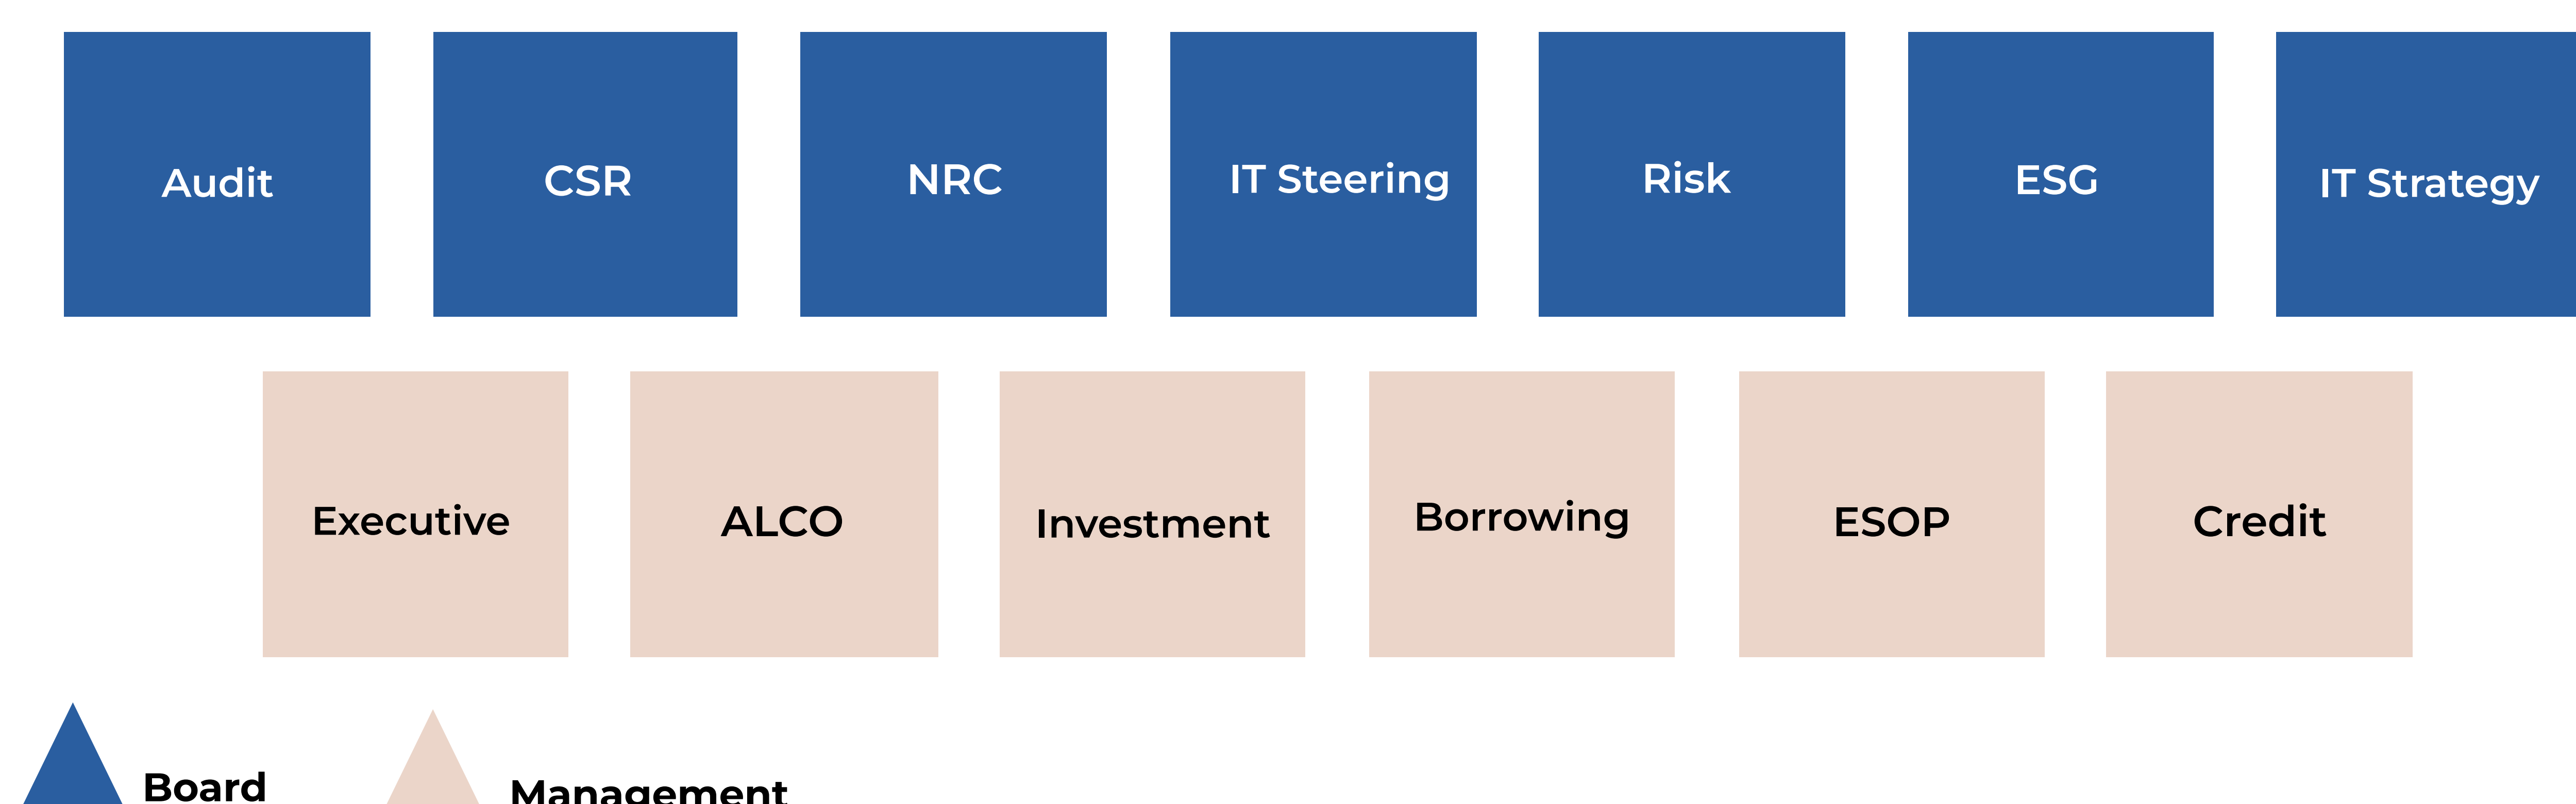 Audit
CSR
NRC
IT Steering
Risk
ESG
IT Strategy
Executive
ALCO
Investment
Borrowing
ESOP
Credit
Board
Management